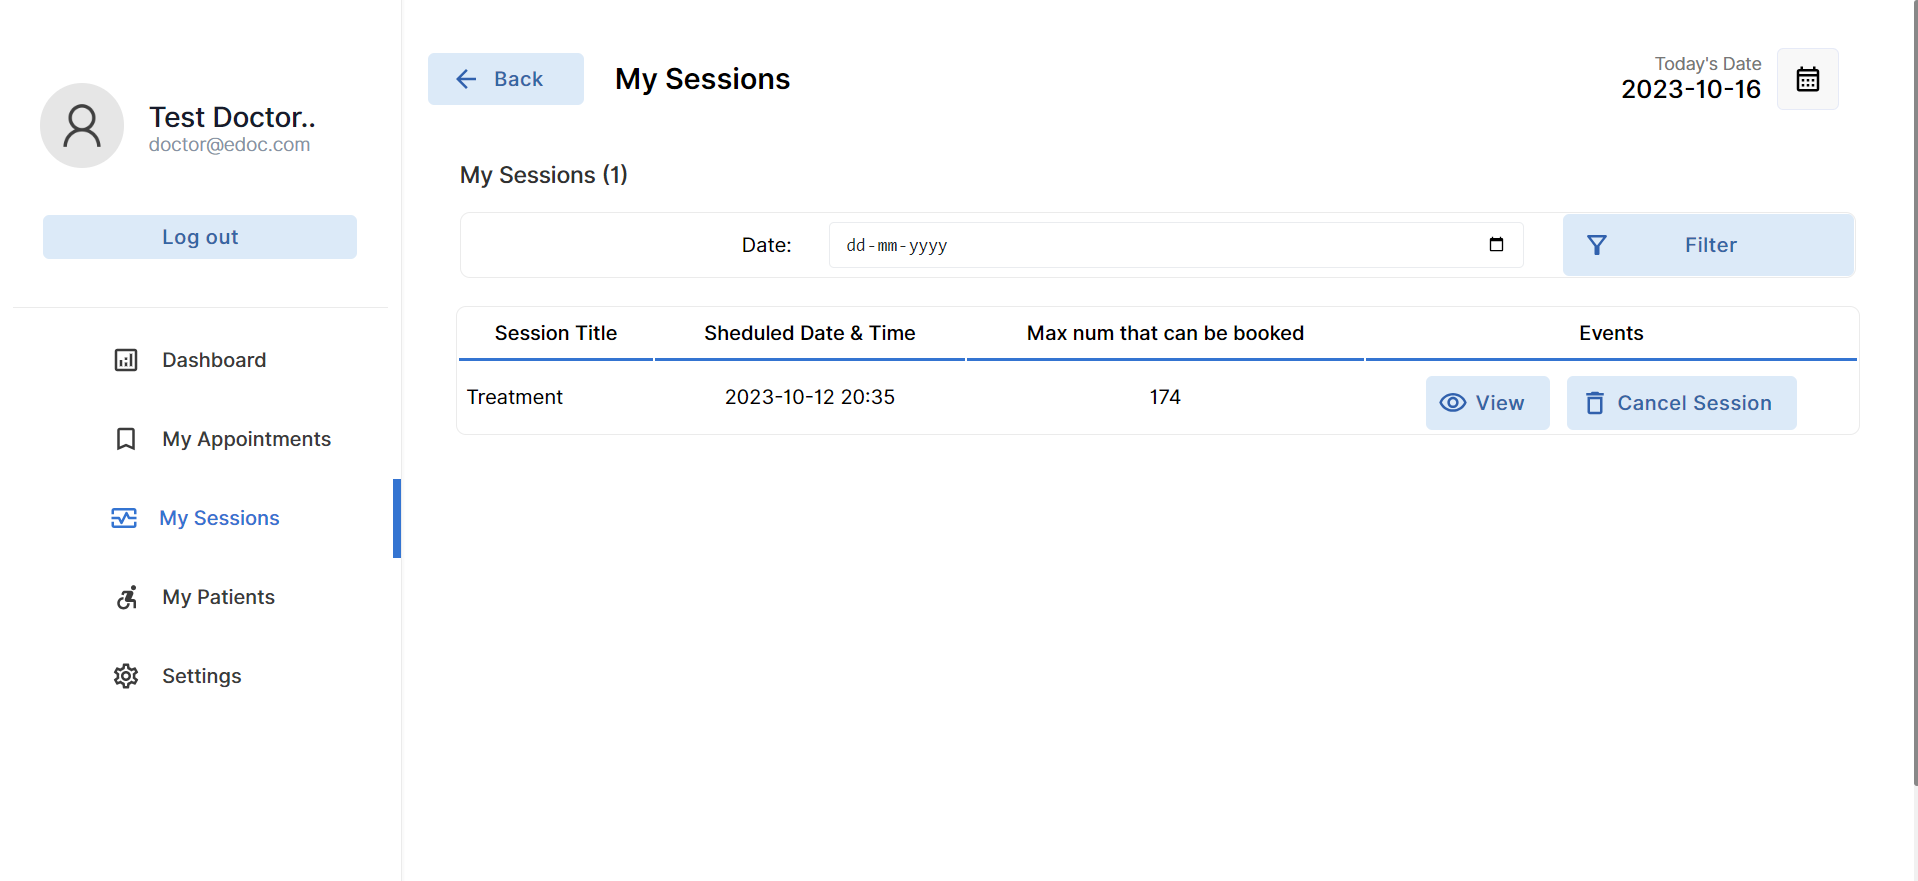 Test Doctor..
doctor@edoc.com
Log out
Dashboard
My Appointments
My Sessions
My Patients
Settings
Back
My Sessions
Today's Date
2023-10-16
My Sessions (1)
Date:
dd-mm-yyyy
Filter
Session Title Sheduled Date & Time Max num that can be booked Events
Treatment 2023-10-12 20:35 174 View Cancel Session